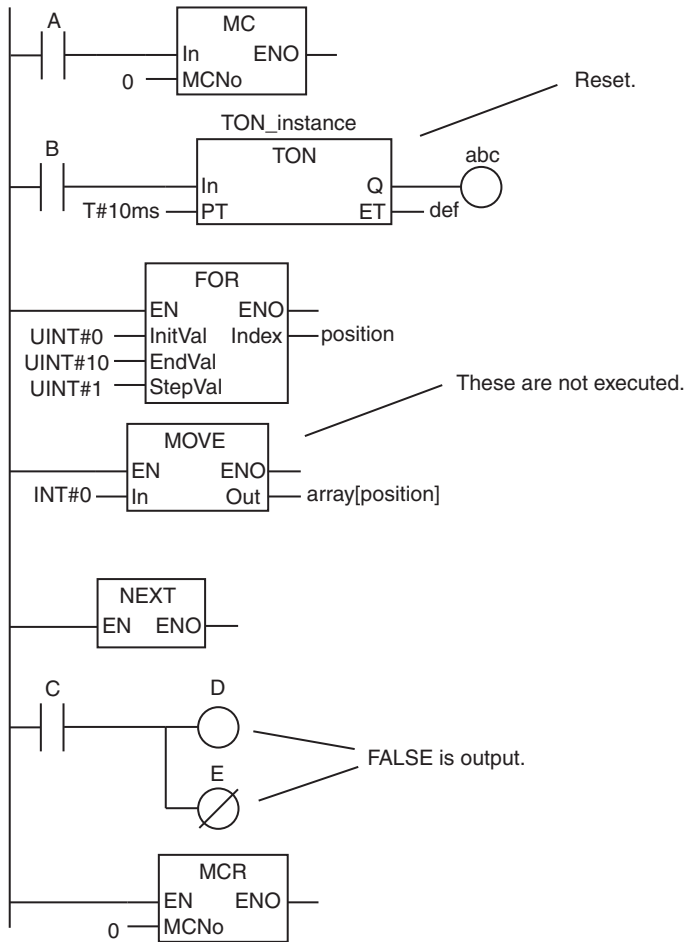 A
MC
In ENO
0 MCNo
Reset.
TON_instance
B
TON
abc
In Q
T#10ms PT ET def
FOR
EN ENO
UINT#0 InitVal Index position
UINT#10 EndVal
UINT#1 StepVal
These are not executed.
MOVE
EN ENO
INT#0 In Out array[position]
NEXT
EN ENO
C D
FALSE is output.
E
MCR
EN ENO
0 MCNo